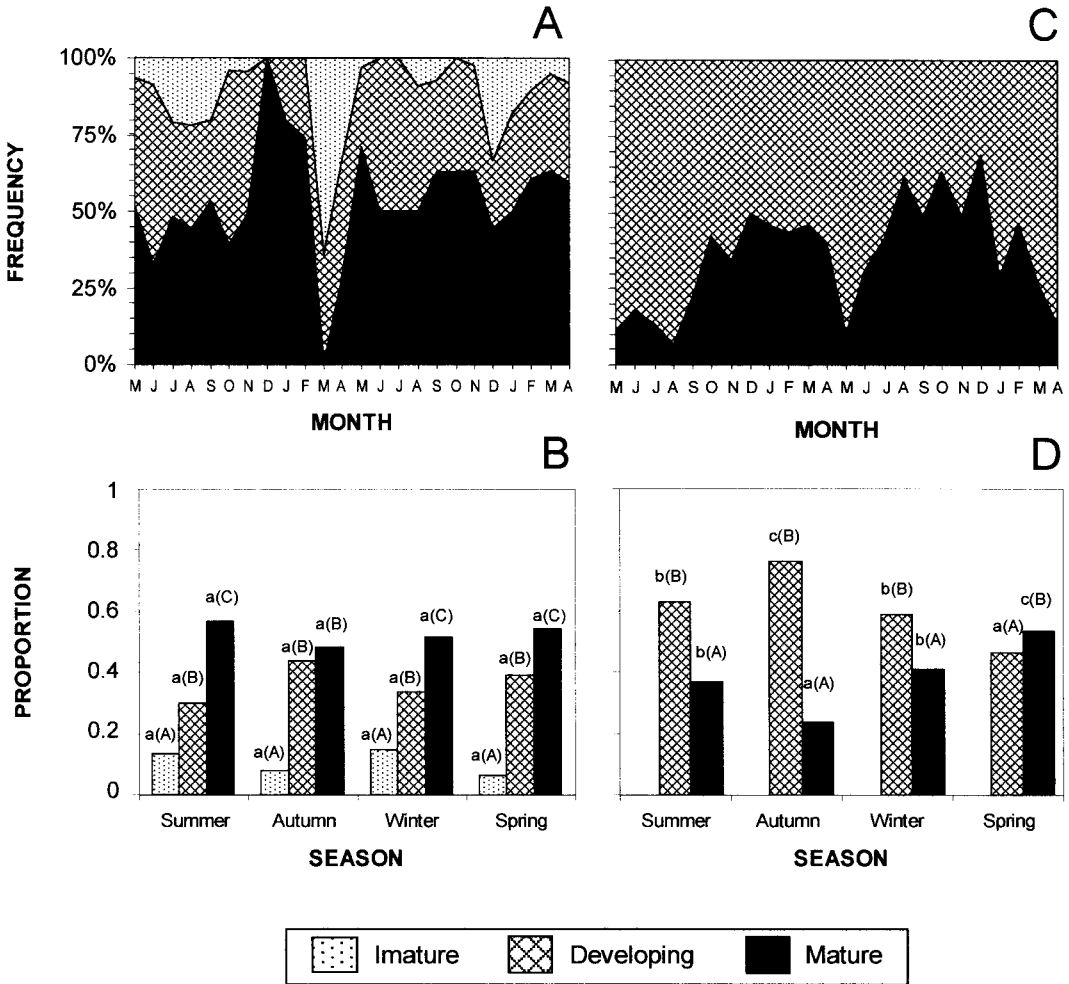 A
C
100%
75%
50%
25%
0%
FREQUENCY
M J J A S O N D J F M A M J J A S O N D J F M A
MONTH
M J J A S O N D J F M A M J J A S O N D J F M A
MONTH
B
D
1
0.8
0.6
0.4
0.2
0
PROPORTION
a(A) a(B) a(C) a(A) a(B) a(B) a(A) a(B) a(C) a(A) a(B) a(C)
Summer Autumn Winter Spring
SEASON
b(B) b(A) c(B) a(A) b(B) b(A) a(A) c(B)
Summer Autumn Winter Spring
SEASON
Imature Developing Mature